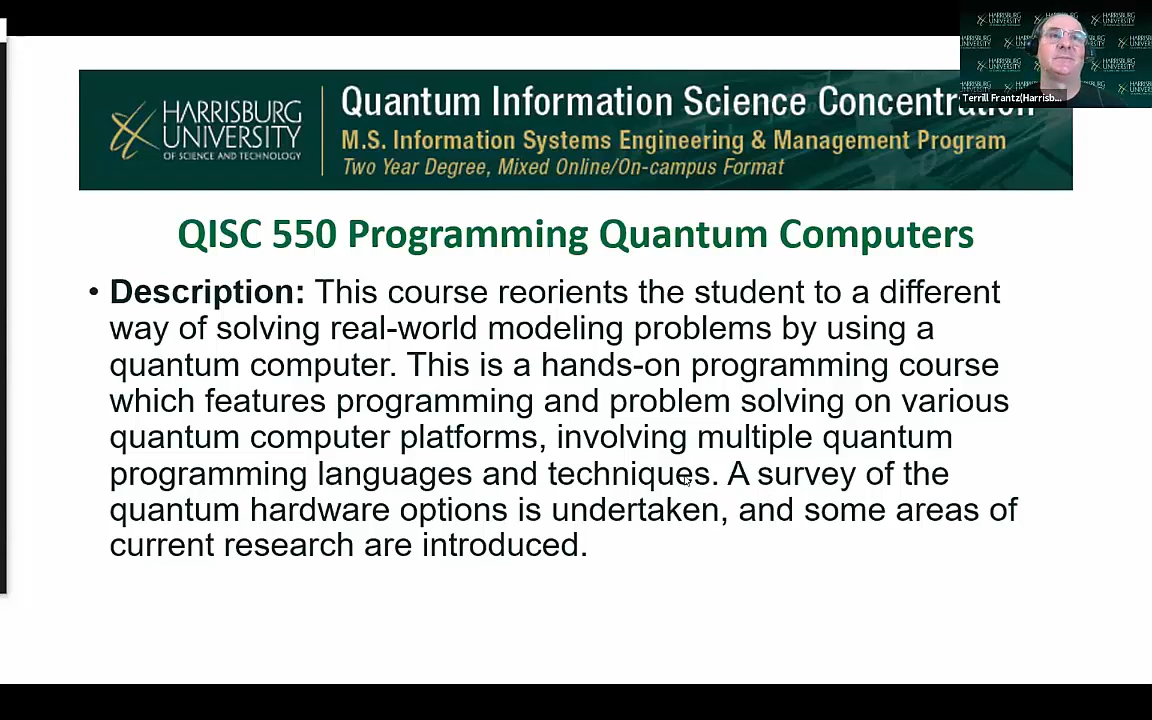 HARRISBURG
UNIVERSITY
OF SCIENCE AND TECHNOLOGY
Quantum Information Science Concentration
M.S. Information Systems Engineering & Management Program
Two Year Degree, Mixed Online/On-campus Format
Terrill Frantz(Harrisb...
QISC 550 Programming Quantum Computers
• Description: This course reorients the student to a different
way of solving real-world modeling problems by using a
quantum computer. This is a hands-on programming course
which features programming and problem solving on various
quantum computer platforms, involving multiple quantum
programming languages and techniques. A survey of the
quantum hardware options is undertaken, and some areas of
current research are introduced.